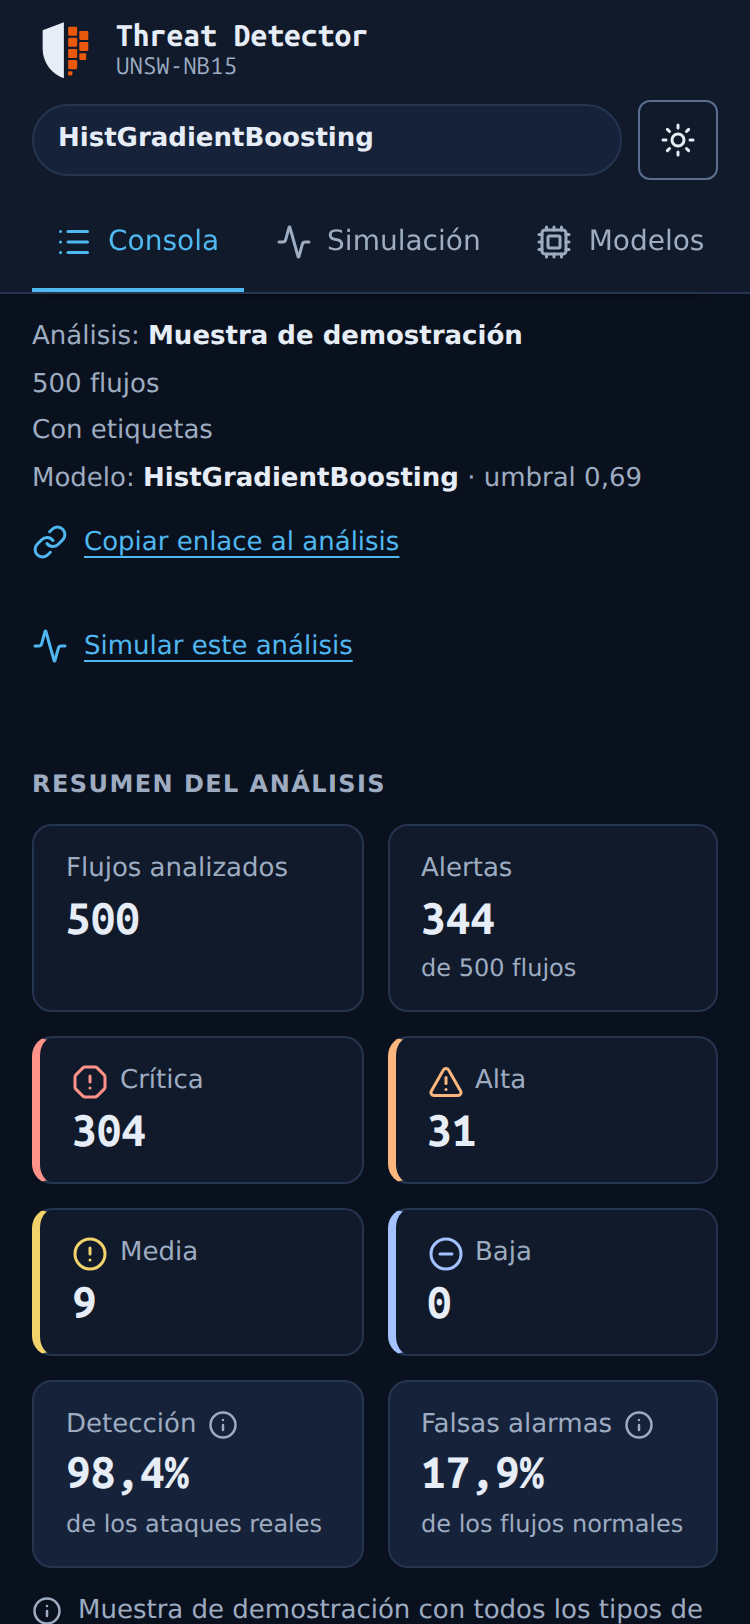 Threat Detector
UNSW-NB15
HistGradientBoosting
Consola
Simulación
Modelos
Análisis: Muestra de demostración
500 flujos
Con etiquetas
Modelo: HistGradientBoosting · umbral 0,69
Copiar enlace al análisis
Simular este análisis
RESUMEN DEL ANÁLISIS
Flujos analizados
500
Alertas
344
de 500 flujos
Crítica
304
Alta
31
Media
9
Baja
0
Detección
98,4%
de los ataques reales
Falsas alarmas
17,9%
de los flujos normales
Muestra de demostración con todos los tipos de